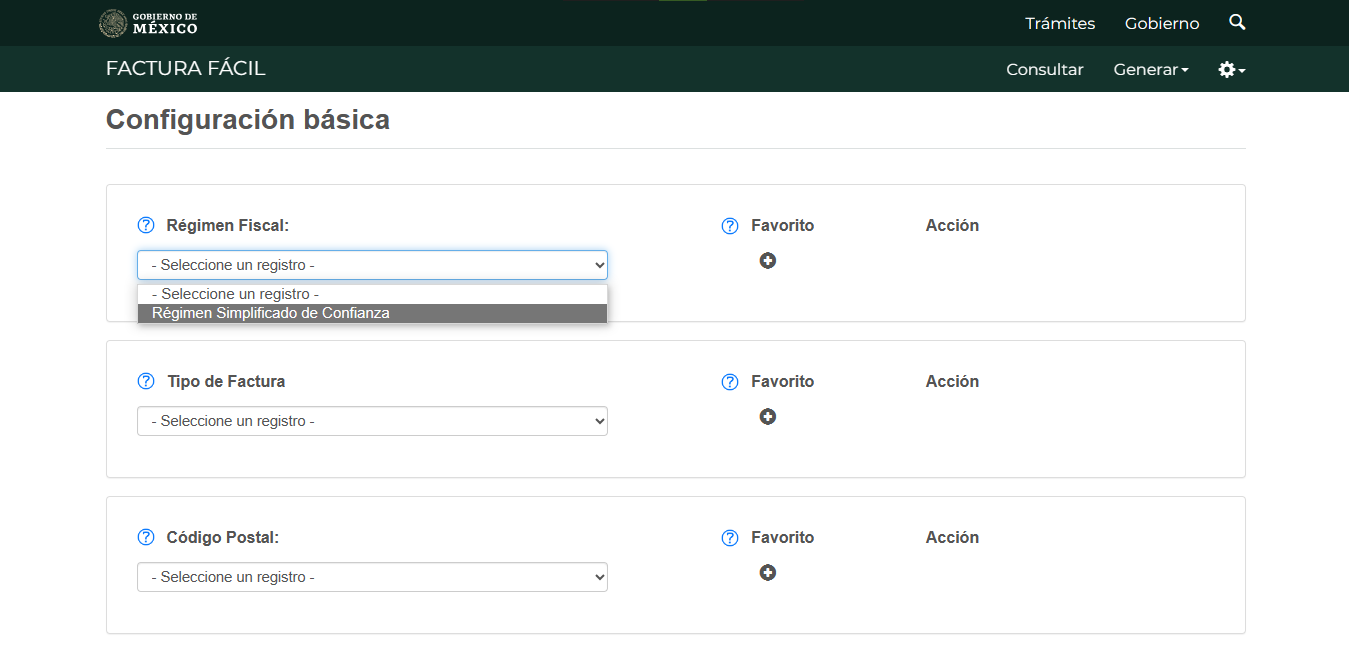 GOBIERNO DE
MÉXICO
Trámites Gobierno
FACTURA FÁCIL
Consultar Generar
Configuración básica
? Régimen Fiscal: ? Favorito Acción
- Seleccione un registro -
- Seleccione un registro -
Régimen Simplificado de Confianza
? Tipo de Factura ? Favorito Acción
- Seleccione un registro -
? Código Postal: ? Favorito Acción
- Seleccione un registro -